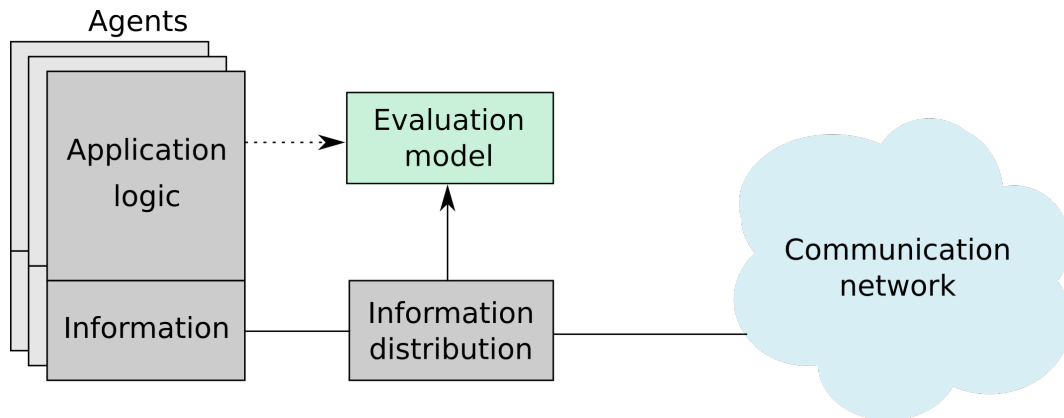 Agents
Application
logic
Information
Evaluation
model
Information
distribution
Communication
network